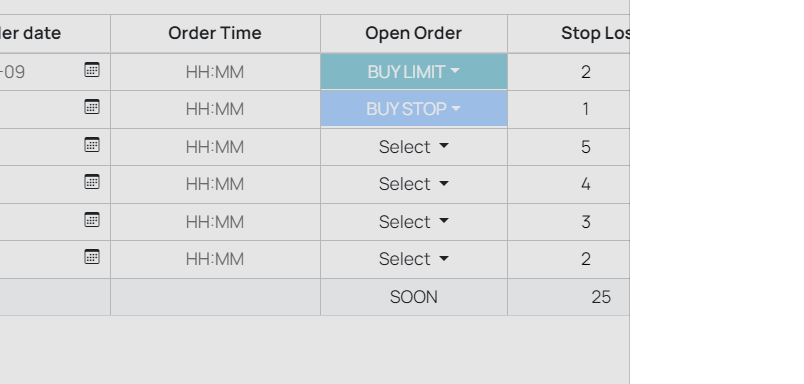 er date Order Time Open Order Stop Los
-09 HH:MM BUY LIMIT 2
HH:MM BUY STOP 1
HH:MM Select 5
HH:MM Select 4
HH:MM Select 3
HH:MM Select 2
SOON 25